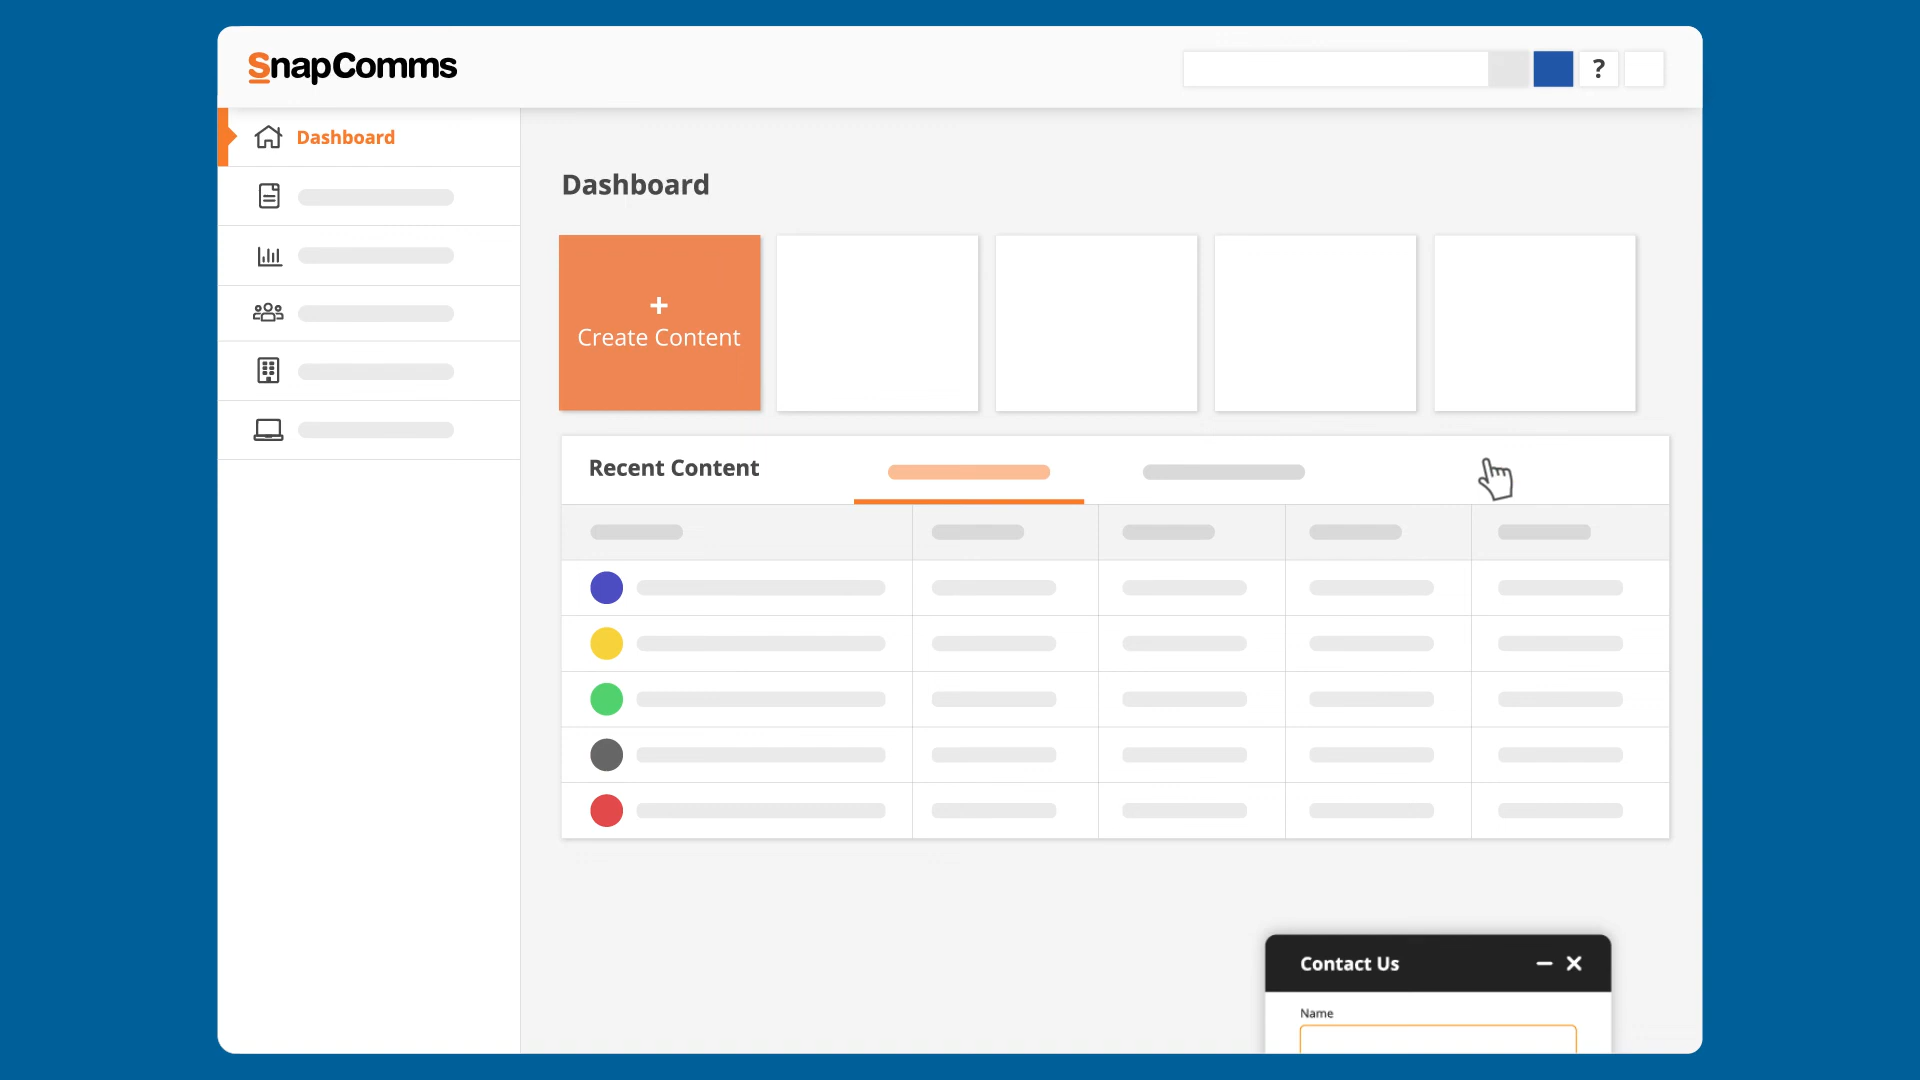 SnapComms
?
Dashboard
Dashboard
+
Create Content
Recent Content
Contact Us
Name